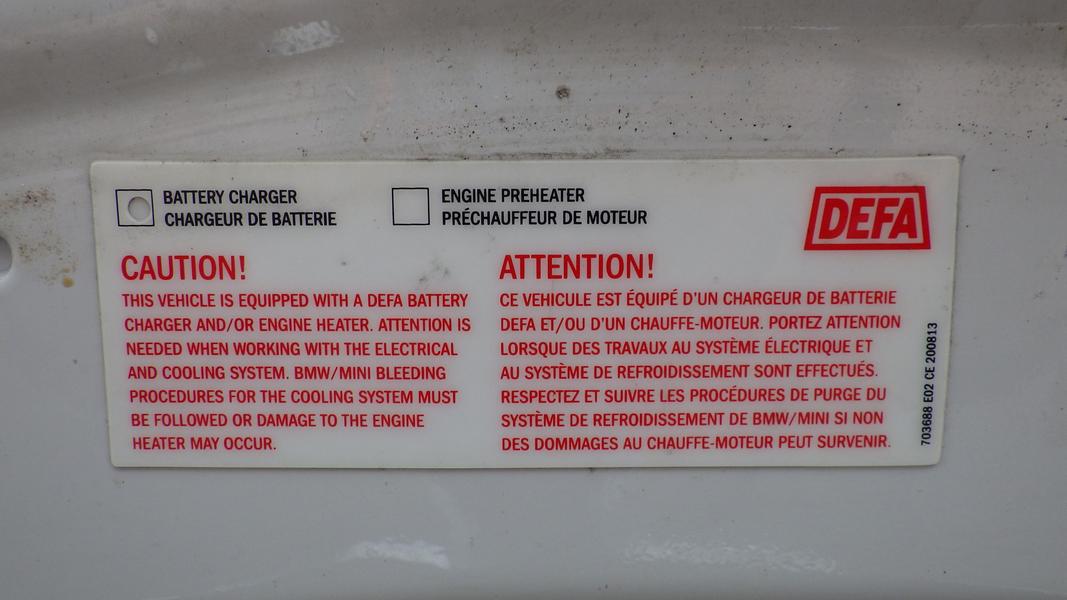 BATTERY CHARGER
CHARGEUR DE BATTERIE
ENGINE PREHEATER
PRÉCHAUFFEUR DE MOTEUR
DEFA
CAUTION!
THIS VEHICLE IS EQUIPPED WITH A DEFA BATTERY
CHARGER AND/OR ENGINE HEATER. ATTENTION IS
NEEDED WHEN WORKING WITH THE ELECTRICAL
AND COOLING SYSTEM. BMW/MINI BLEEDING
PROCEDURES FOR THE COOLING SYSTEM MUST
BE FOLLOWED OR DAMAGE TO THE ENGINE
HEATER MAY OCCUR.
ATTENTION!
CE VEHICULE EST ÉQUIPÉ D'UN CHARGEUR DE BATTERIE
DEFA ET/OU D'UN CHAUFFE-MOTEUR. PORTEZ ATTENTION
LORSQUE DES TRAVAUX AU SYSTÈME ÉLECTRIQUE ET
AU SYSTÈME DE REFROIDISSEMENT SONT EFFECTUÉS.
RESPECTEZ ET SUIVRE LES PROCÉDURES DE PURGE DU
SYSTÈME DE REFROIDISSEMENT DE BMW/MINI SI NON
DES DOMMAGES AU CHAUFFE-MOTEUR PEUT SURVENIR.
703688 E02 CE 200813